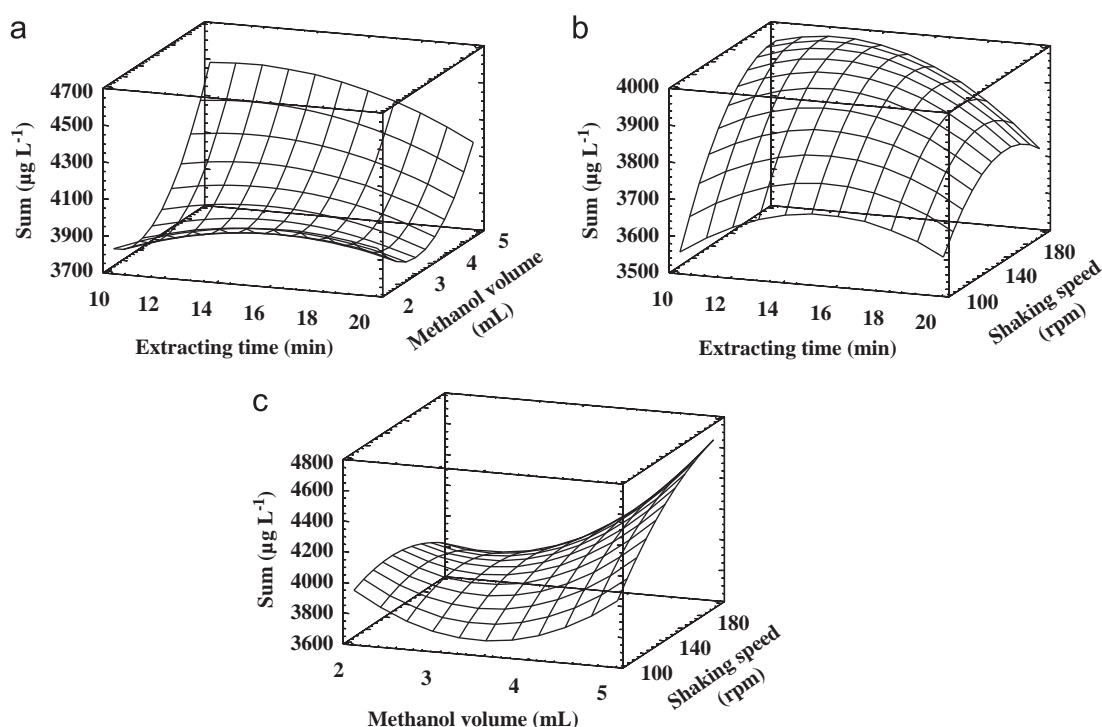 a
4700
4500
4300
4100
3900
3700
Sum (µg L-1)
10 12 14 16 18 20
Extracting time (min)
2 3 4 5
Methanol volume
(mL)
b
4000
3900
3800
3700
3600
3500
Sum (µg L-1)
10 12 14 16 18 20
Extracting time (min)
100 140 180
Shaking speed
(rpm)
c
4800
4600
4400
4200
4000
3800
3600
Sum (µg L-1)
2 3 4 5
Methanol volume (mL)
100 140 180
Shaking speed
(rpm)